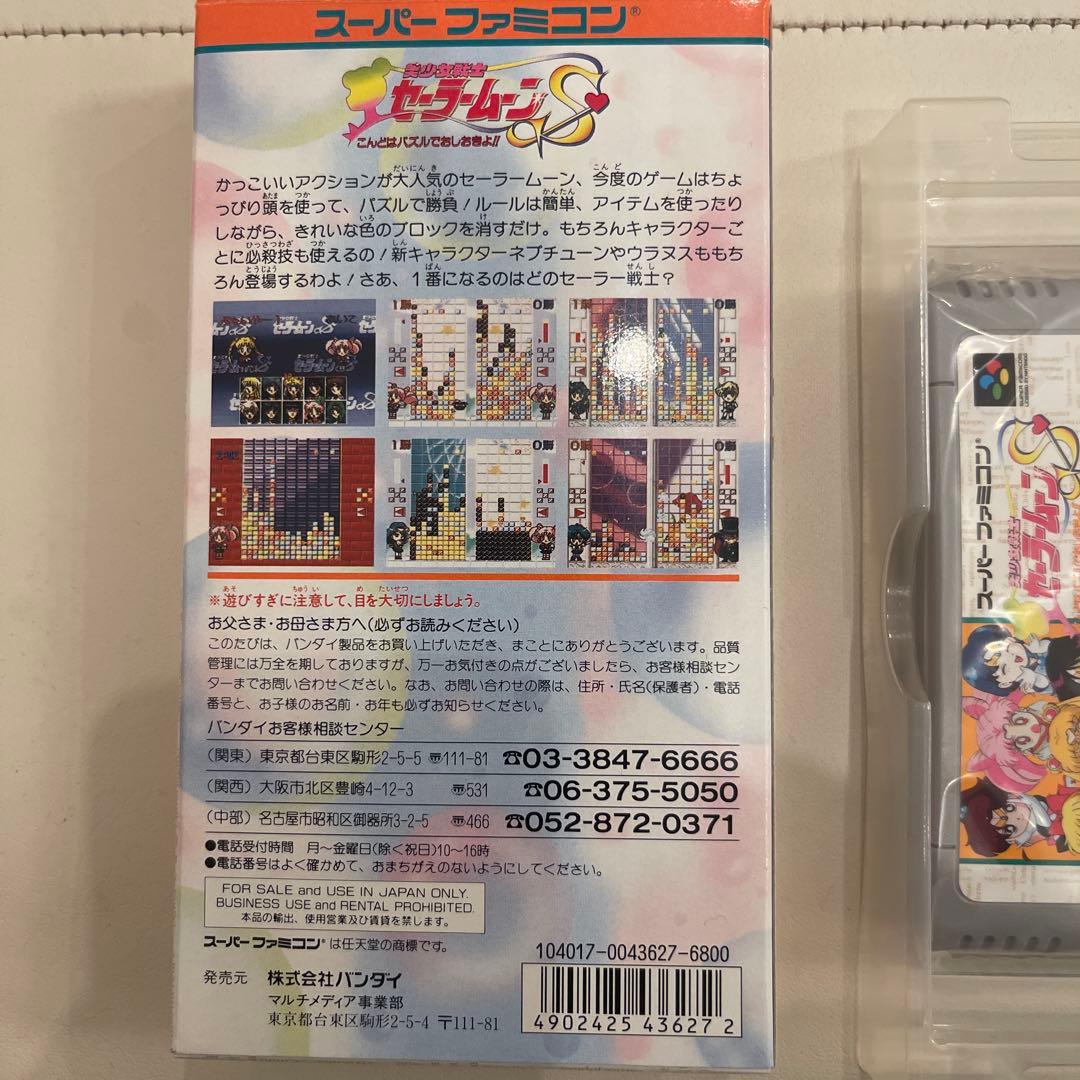 スーパーファミコン®
美少女戦士
セーラームーンS
こんどはパズルでおしおきよ!!
かっこいいアクションが大人気のセーラームーン、今度のゲームはちょ
っぴり頭を使って、パズルで勝負！ルールは簡単、アイテムを使ったり
しながら、きれいな色のブロックを消すだけ。もちろんキャラクターご
とに必殺技も使えるの！新キャラクターネプチューンやウラヌスももち
ろん登場するわよ！さあ、１番になるのはどのセーラー戦士？
1勝 0勝
1勝 0勝
0勝 0勝
※遊びすぎに注意して、目を大切にしましょう。
お父さま・お母さま方へ(必ずお読みください)
このたびは、バンダイ製品をお買い上げいただき、まことにありがとうございます。品質
管理には万全を期しておりますが、万一お気付きの点がございましたら、お客様相談セン
ターまでお問い合わせください。なお、お問い合わせの際は、住所・氏名(保護者)・電話
番号と、お子様のお名前・お年も必ずお知らせください。
バンダイお客様相談センター
(関東) 東京都台東区駒形2-5-5 〠111-81 ☎03-3847-6666
(関西) 大阪市北区豊崎4-12-3 〠531 ☎06-375-5050
(中部) 名古屋市昭和区御器所3-2-5 〠466 ☎052-872-0371
●電話受付時間 月〜金曜日(除く祝日)10〜16時
●電話番号はよく確かめて、おまちがえのないようにしてください。
FOR SALE and USE IN JAPAN ONLY.
BUSINESS USE and RENTAL PROHIBITED.
本品の輸出、使用営業及び賃貸を禁じます。
スーパーファミコン®は任天堂の商標です。
発売元 株式会社バンダイ
マルチメディア事業部
東京都台東区駒形2-5-4 〒111-81
104017-0043627-6800
4902425436272
スーパーファミコン®
美少女戦士
セーラームーンS